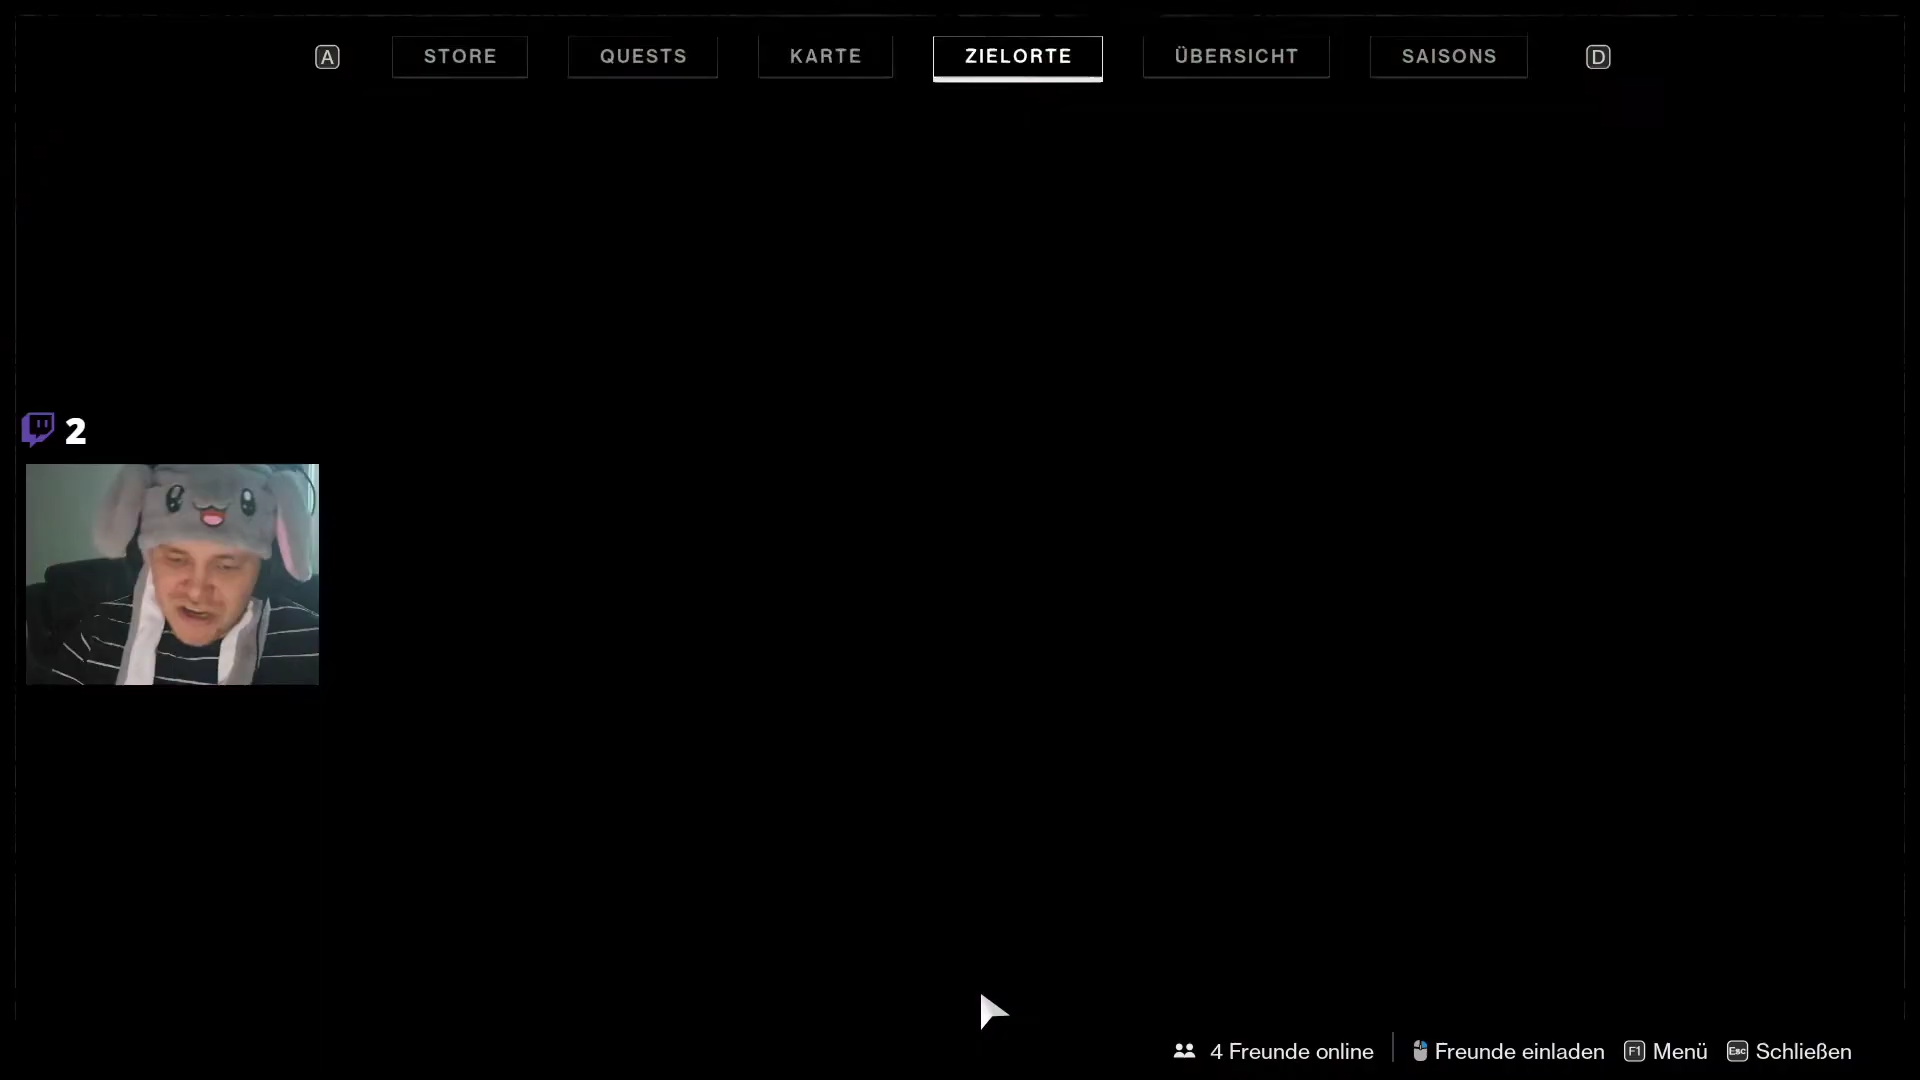 A STORE QUESTS KARTE ZIELORTE ÜBERSICHT SAISONS D
2
4 Freunde online Freunde einladen F1 Menü Esc Schließen